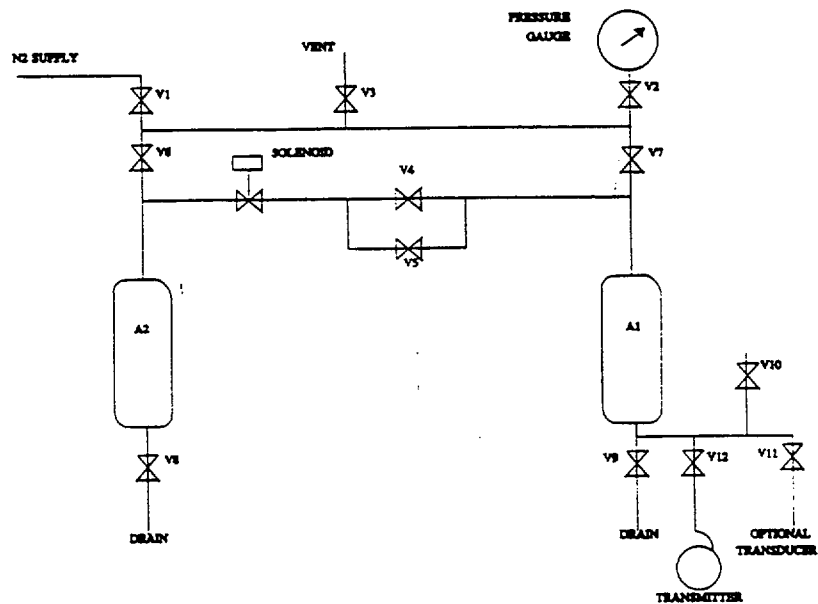 PRESSURE
GAUGE
N2 SUPPLY
VENT
V1
V3
V2
V6
SOLENOID
V4
V7
V5
A2
A1
V10
V8
V9
V12
V11
DRAIN
DRAIN
OPTIONAL
TRANSDUCER
TRANSMITTER